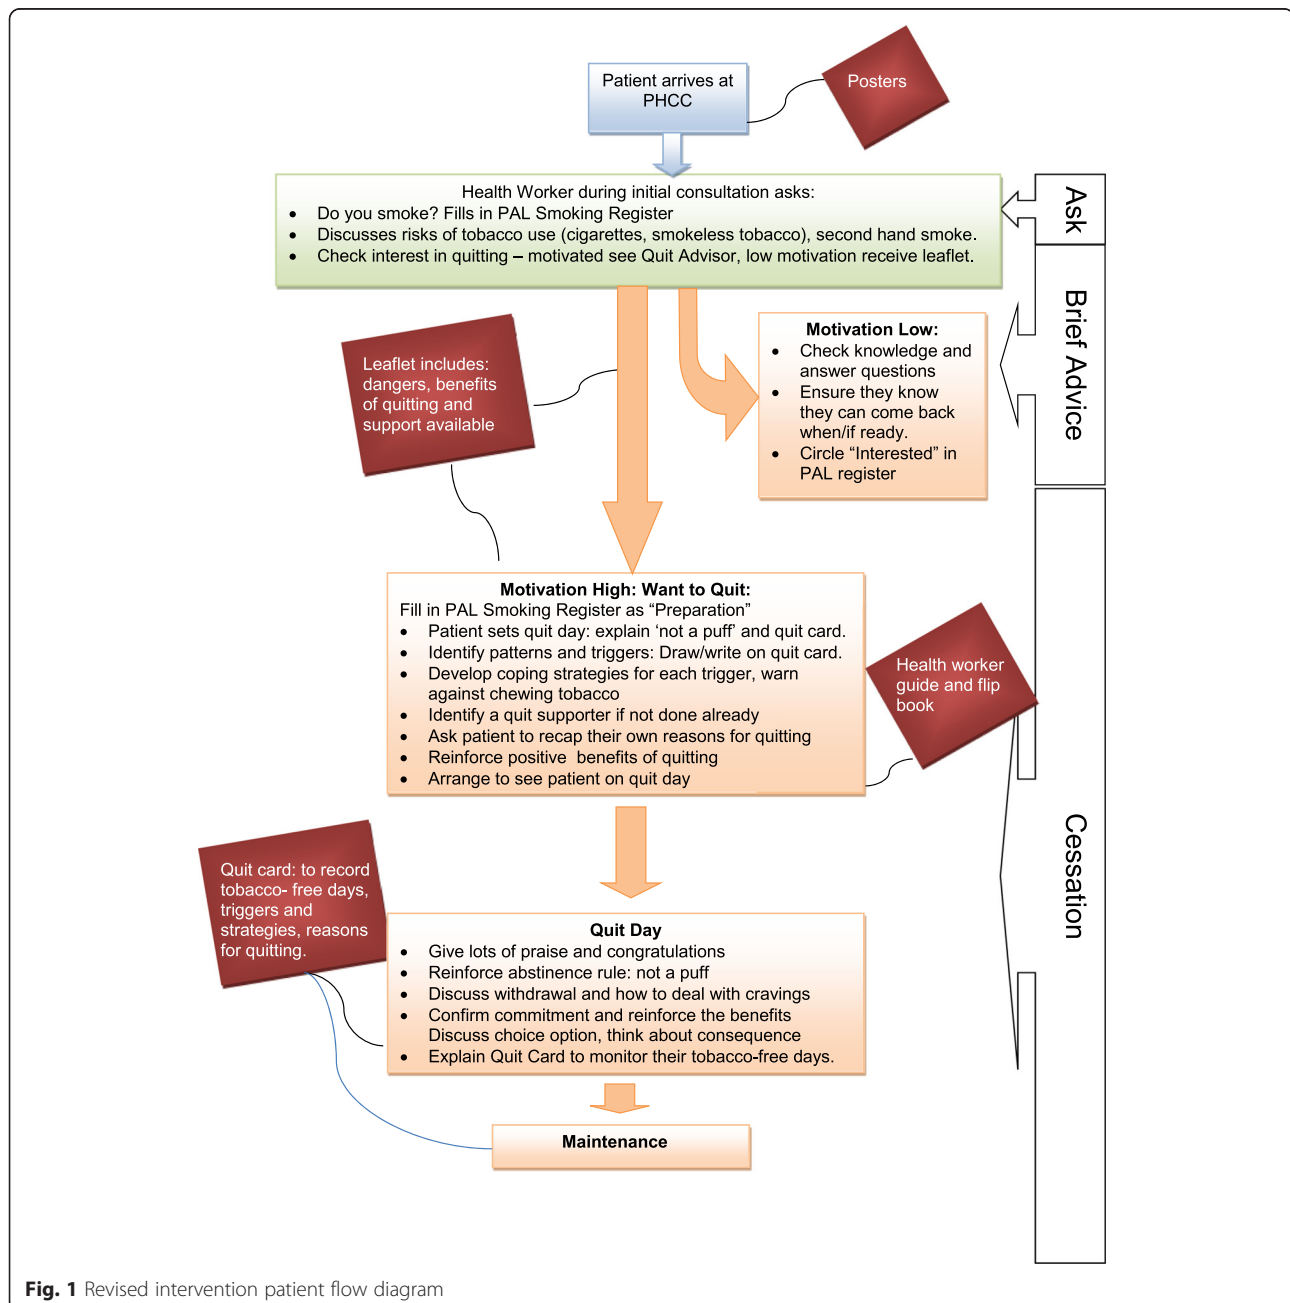 Patient arrives at
PHCC
Posters
Health Worker during initial consultation asks:
• Do you smoke? Fills in PAL Smoking Register
• Discusses risks of tobacco use (cigarettes, smokeless tobacco), second hand smoke.
• Check interest in quitting – motivated see Quit Advisor, low motivation receive leaflet.
Ask
Brief Advice
Motivation Low:
• Check knowledge and
answer questions
• Ensure they know
they can come back
when/if ready.
• Circle “Interested” in
PAL register
Leaflet includes:
dangers, benefits
of quitting and
support available
Motivation High: Want to Quit:
Fill in PAL Smoking Register as “Preparation”
• Patient sets quit day: explain ‘not a puff’ and quit card.
• Identify patterns and triggers: Draw/write on quit card.
• Develop coping strategies for each trigger, warn
against chewing tobacco
• Identify a quit supporter if not done already
• Ask patient to recap their own reasons for quitting
• Reinforce positive benefits of quitting
• Arrange to see patient on quit day
Health worker
guide and flip
book
Cessation
Quit card: to record
tobacco- free days,
triggers and
strategies, reasons
for quitting.
Quit Day
• Give lots of praise and congratulations
• Reinforce abstinence rule: not a puff
• Discuss withdrawal and how to deal with cravings
• Confirm commitment and reinforce the benefits
Discuss choice option, think about consequence
• Explain Quit Card to monitor their tobacco-free days.
Maintenance
Fig. 1 Revised intervention patient flow diagram